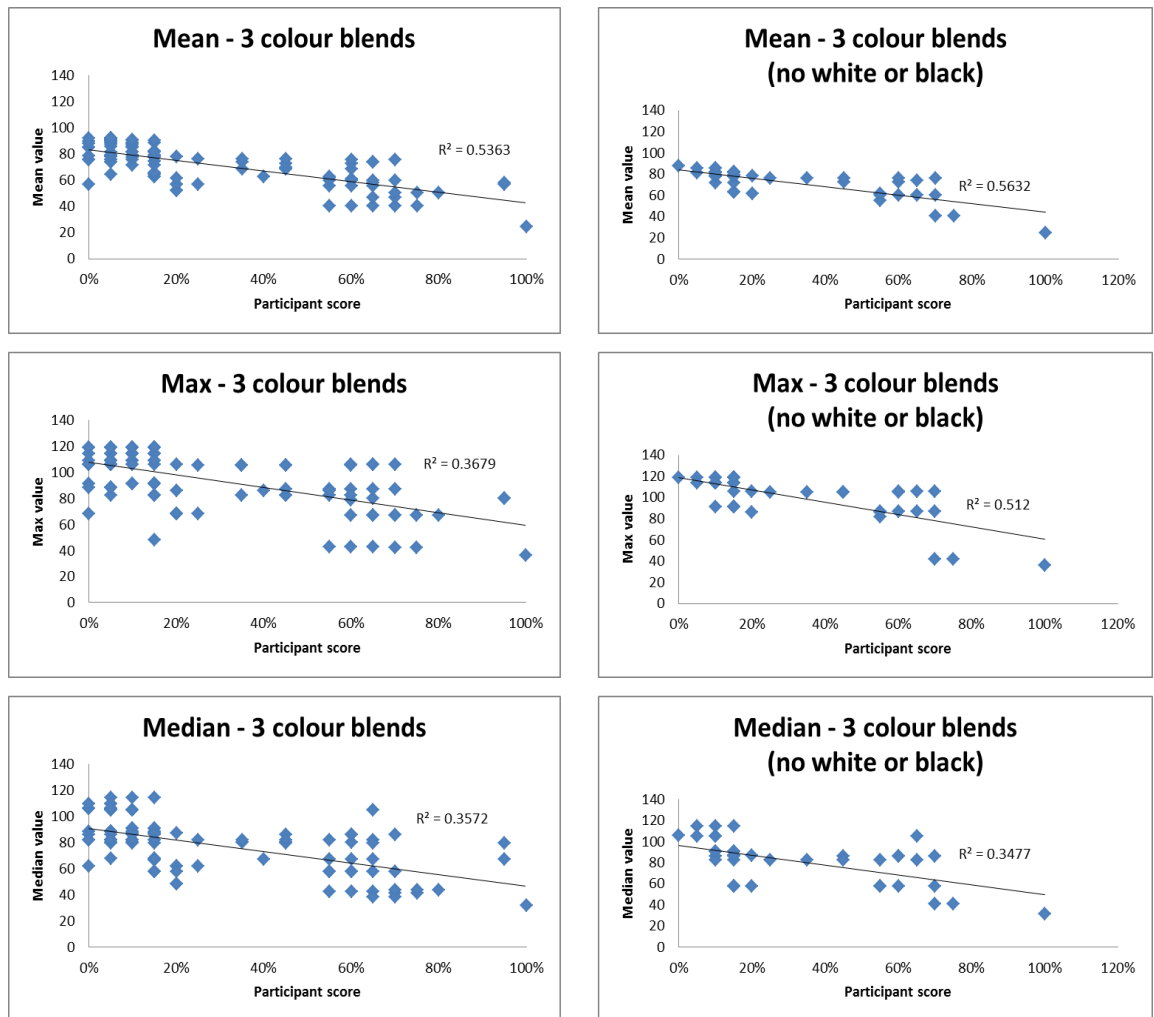 Mean - 3 colour blends
140
120
100
80
60
40
20
0
Mean value
R² = 0.5363
0% 20% 40% 60% 80% 100%
Participant score
Mean - 3 colour blends
(no white or black)
140
120
100
80
60
40
20
0
Mean value
R² = 0.5632
0% 20% 40% 60% 80% 100% 120%
Participant score
Max - 3 colour blends
140
120
100
80
60
40
20
0
Max value
R² = 0.3679
0% 20% 40% 60% 80% 100%
Participant score
Max - 3 colour blends
(no white or black)
140
120
100
80
60
40
20
0
Max value
R² = 0.512
0% 20% 40% 60% 80% 100% 120%
Participant score
Median - 3 colour blends
140
120
100
80
60
40
20
0
Median value
R² = 0.3572
0% 20% 40% 60% 80% 100%
Participant score
Median - 3 colour blends
(no white or black)
140
120
100
80
60
40
20
0
Median value
R² = 0.3477
0% 20% 40% 60% 80% 100% 120%
Participant score